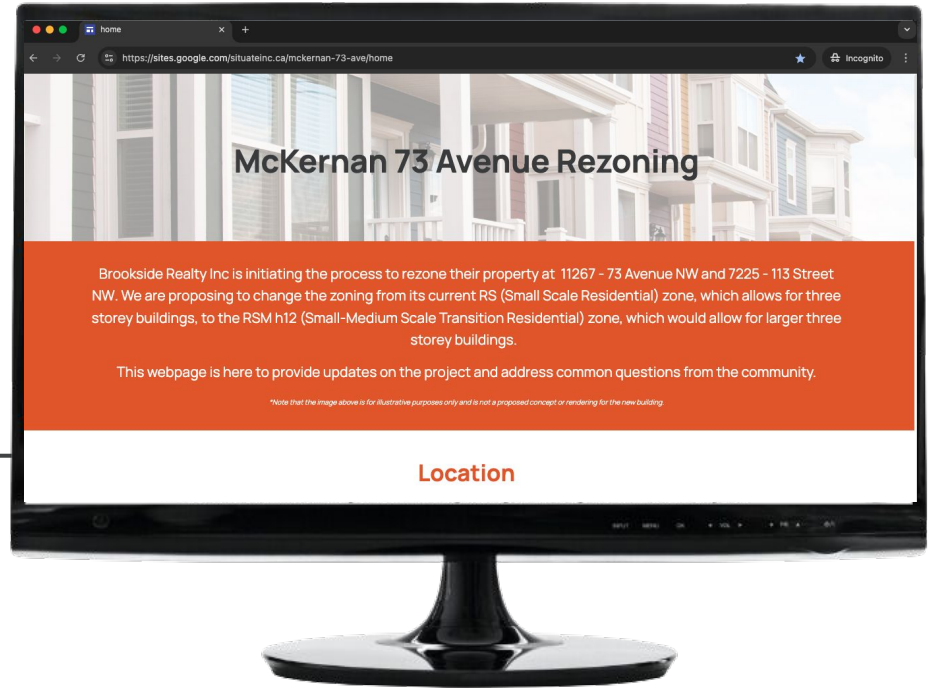 home
https://sites.google.com/situateinc.ca/mckernan-73-ave/home
Incognito
McKernan 73 Avenue Rezoning
Brookside Realty Inc is initiating the process to rezone their property at 11267 - 73 Avenue NW and 7225 - 113 Street
NW. We are proposing to change the zoning from its current RS (Small Scale Residential) zone, which allows for three
storey buildings, to the RSM h12 (Small-Medium Scale Transition Residential) zone, which would allow for larger three
storey buildings.
This webpage is here to provide updates on the project and address common questions from the community.
*Note that the image above is for illustrative purposes only and is not a proposed concept or rendering for the new building.
Location
INPUT MENU OK ◄ VOL ►